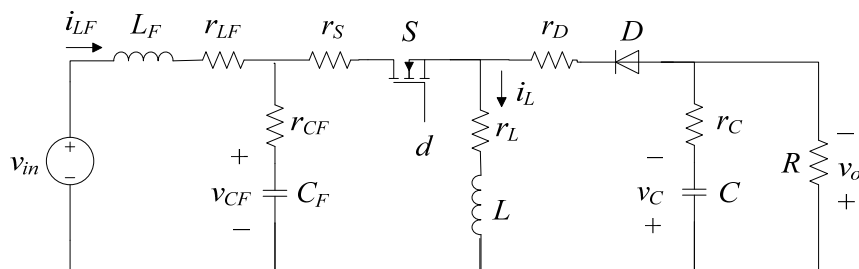 i_LF L_F r_LF r_S S r_D D
i_L
r_CF d r_L r_C
v_in + - + v_CF - C_F L - v_C + C R - v_o +